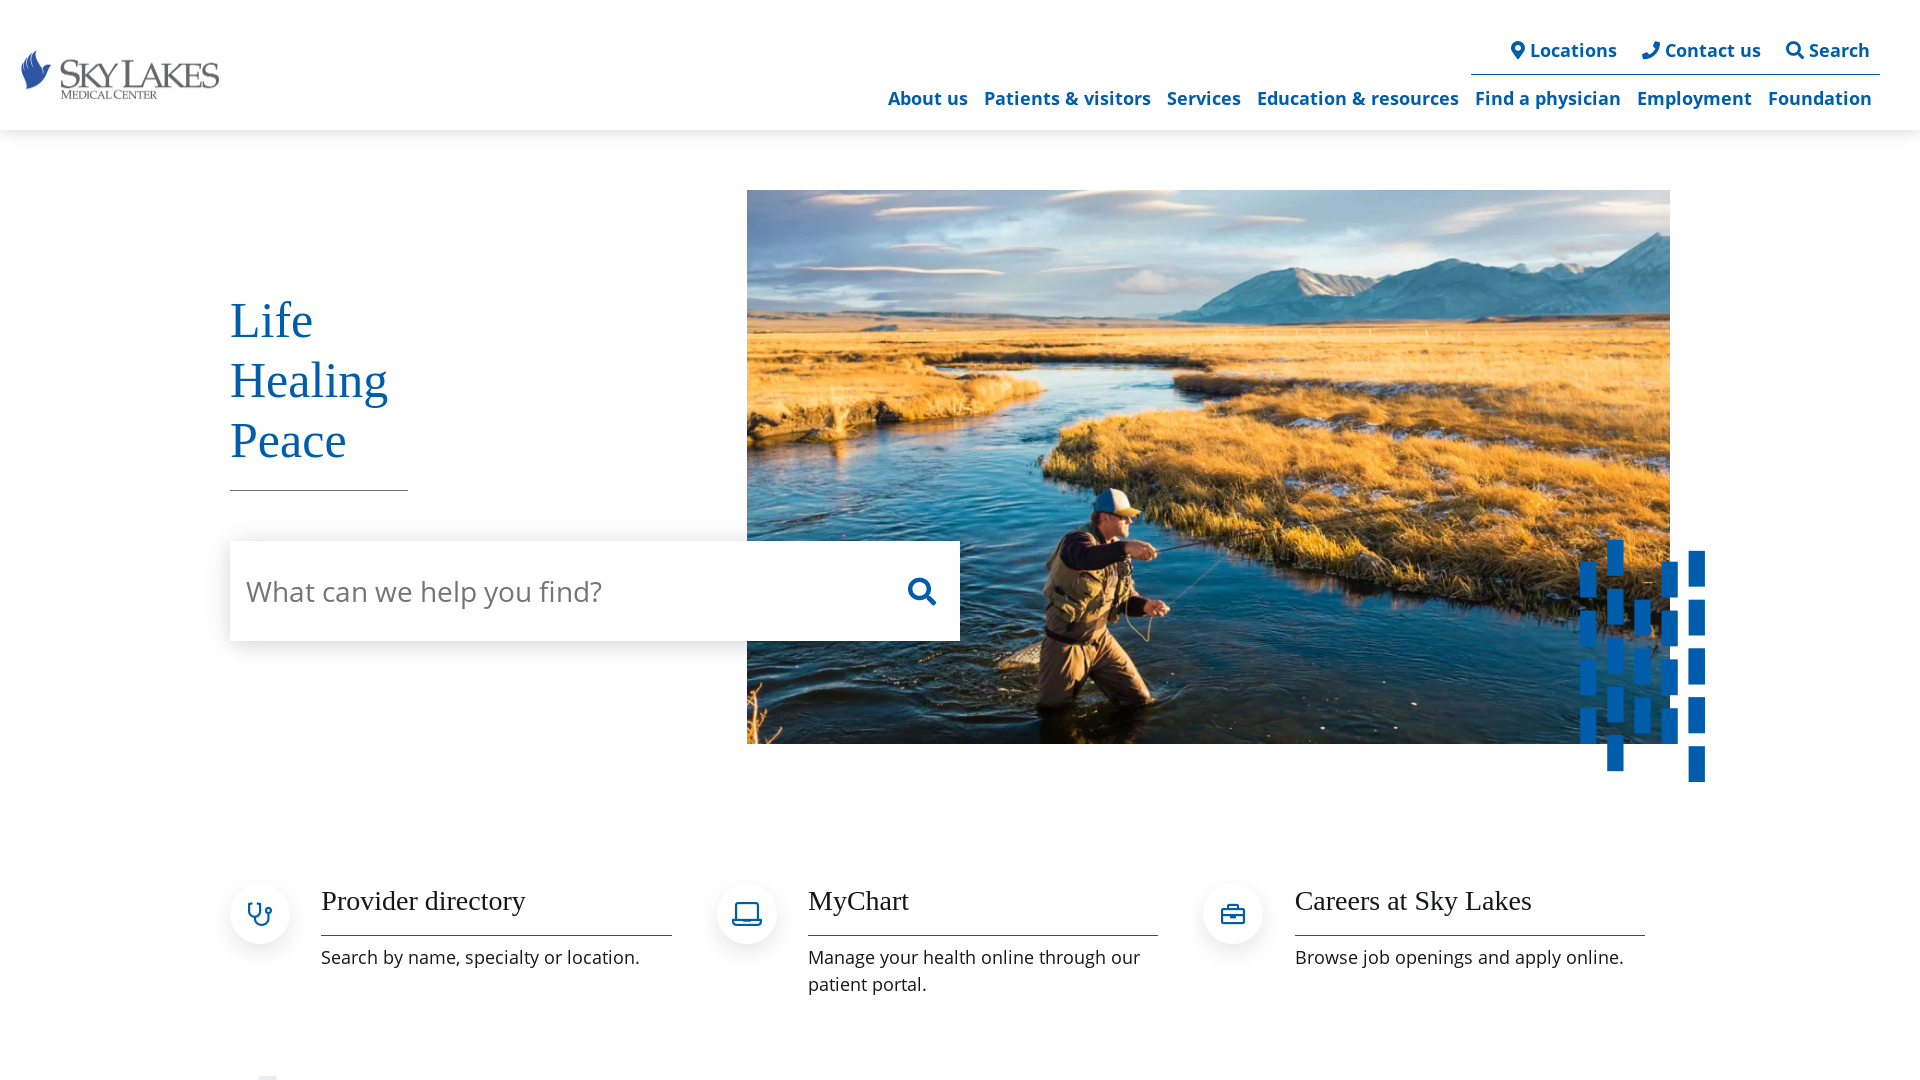 SKY LAKES
MEDICAL CENTER
Locations
Contact us
Search
About us
Patients & visitors
Services
Education & resources
Find a physician
Employment
Foundation
Life
Healing
Peace
What can we help you find?
Provider directory
Search by name, specialty or location.
MyChart
Manage your health online through our
patient portal.
Careers at Sky Lakes
Browse job openings and apply online.